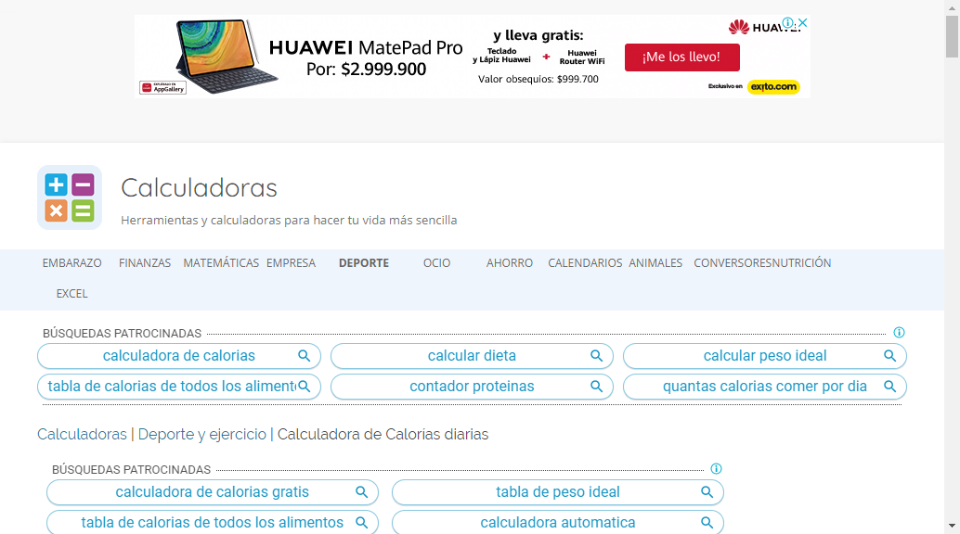 HUAWEI MatePad Pro
Por: $2.999.900
y lleva gratis:
Teclado y Lápiz Huawei + Huawei Router WiFi
Valor obsequios: $999.700
¡Me los llevo!
HUAWEI
Exclusivo en exito.com
AppGallery
Calculadoras
Herramientas y calculadoras para hacer tu vida más sencilla
EMBARAZO FINANZAS MATEMÁTICAS EMPRESA DEPORTE OCIO AHORRO CALENDARIOS ANIMALES CONVERSORES NUTRICIÓN
EXCEL
BÚSQUEDAS PATROCINADAS
calculadora de calorias calcular dieta calcular peso ideal
tabla de calorias de todos los aliment contador proteinas quantas calorias comer por dia
Calculadoras | Deporte y ejercicio | Calculadora de Calorías diarias
BÚSQUEDAS PATROCINADAS
calculadora de calorias gratis tabla de peso ideal
tabla de calorias de todos los alimentos calculadora automatica